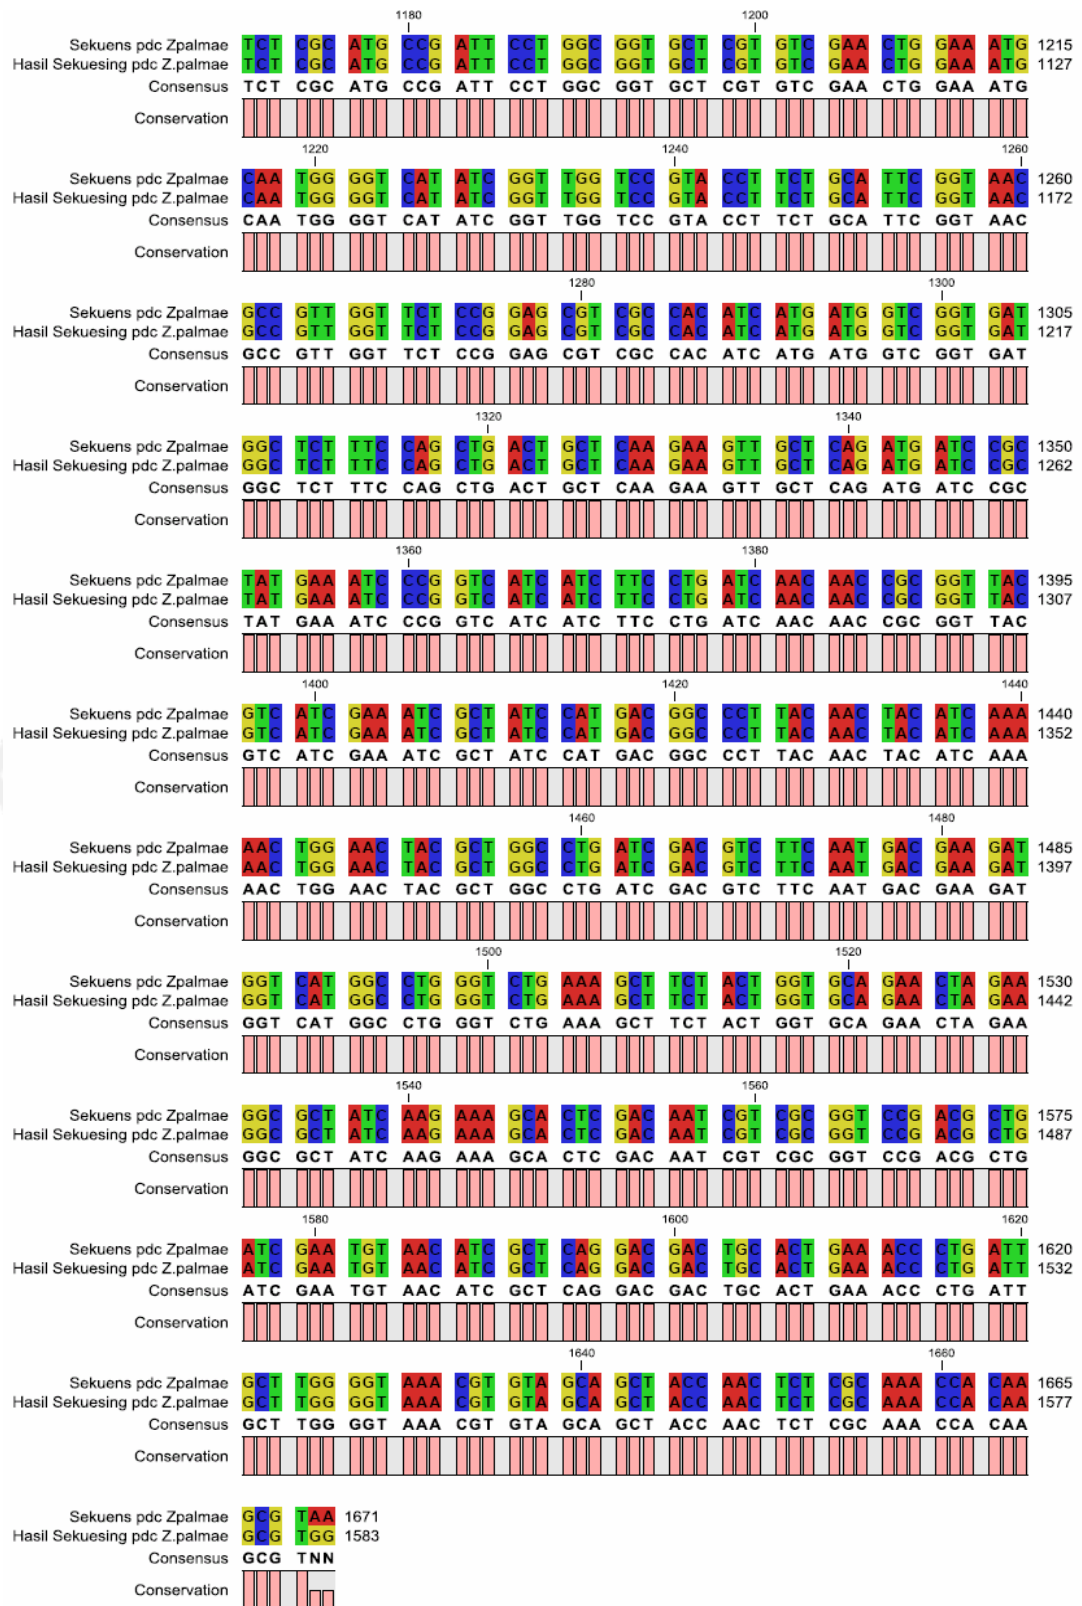 1180 1200
Sekuens pdc Zpalmae TCT CGC ATG CCG ATT CCT GGC GGT GCT CGT GTC GAA CTG GAA ATG 1215
Hasil Sekuesing pdc Z.palmae TCT CGC ATG CCG ATT CCT GGC GGT GCT CGT GTC GAA CTG GAA ATG 1127
Consensus TCT CGC ATG CCG ATT CCT GGC GGT GCT CGT GTC GAA CTG GAA ATG
Conservation
1220 1240 1260
Sekuens pdc Zpalmae CAA TGG GGT CAT ATC GGT TGG TCC GTA CCT TCT GCA TTC GGT AAC 1260
Hasil Sekuesing pdc Z.palmae CAA TGG GGT CAT ATC GGT TGG TCC GTA CCT TCT GCA TTC GGT AAC 1172
Consensus CAA TGG GGT CAT ATC GGT TGG TCC GTA CCT TCT GCA TTC GGT AAC
Conservation
1280 1300
Sekuens pdc Zpalmae GCC GTT GGT TCT CCG GAG CGT CGC CAC ATC ATG ATG GTC GGT GAT 1305
Hasil Sekuesing pdc Z.palmae GCC GTT GGT TCT CCG GAG CGT CGC CAC ATC ATG ATG GTC GGT GAT 1217
Consensus GCC GTT GGT TCT CCG GAG CGT CGC CAC ATC ATG ATG GTC GGT GAT
Conservation
1320 1340
Sekuens pdc Zpalmae GGC TCT TTC CAG CTG ACT GCT CAA GAA GTT GCT CAG ATG ATC CGC 1350
Hasil Sekuesing pdc Z.palmae GGC TCT TTC CAG CTG ACT GCT CAA GAA GTT GCT CAG ATG ATC CGC 1262
Consensus GGC TCT TTC CAG CTG ACT GCT CAA GAA GTT GCT CAG ATG ATC CGC
Conservation
1360 1380
Sekuens pdc Zpalmae TAT GAA ATC CCG GTC ATC ATC TTC CTG ATC AAC AAC CGC GGT TAC 1395
Hasil Sekuesing pdc Z.palmae TAT GAA ATC CCG GTC ATC ATC TTC CTG ATC AAC AAC CGC GGT TAC 1307
Consensus TAT GAA ATC CCG GTC ATC ATC TTC CTG ATC AAC AAC CGC GGT TAC
Conservation
1400 1420 1440
Sekuens pdc Zpalmae GTC ATC GAA ATC GCT ATC CAT GAC GGC CCT TAC AAC TAC ATC AAA 1440
Hasil Sekuesing pdc Z.palmae GTC ATC GAA ATC GCT ATC CAT GAC GGC CCT TAC AAC TAC ATC AAA 1352
Consensus GTC ATC GAA ATC GCT ATC CAT GAC GGC CCT TAC AAC TAC ATC AAA
Conservation
1460 1480
Sekuens pdc Zpalmae AAC TGG AAC TAC GCT GGC CTG ATC GAC GTC TTC AAT GAC GAA GAT 1485
Hasil Sekuesing pdc Z.palmae AAC TGG AAC TAC GCT GGC CTG ATC GAC GTC TTC AAT GAC GAA GAT 1397
Consensus AAC TGG AAC TAC GCT GGC CTG ATC GAC GTC TTC AAT GAC GAA GAT
Conservation
1500 1520
Sekuens pdc Zpalmae GGT CAT GGC CTG GGT CTG AAA GCT TCT ACT GGT GCA GAA CTA GAA 1530
Hasil Sekuesing pdc Z.palmae GGT CAT GGC CTG GGT CTG AAA GCT TCT ACT GGT GCA GAA CTA GAA 1442
Consensus GGT CAT GGC CTG GGT CTG AAA GCT TCT ACT GGT GCA GAA CTA GAA
Conservation
1540 1560
Sekuens pdc Zpalmae GGC GCT ATC AAG AAA GCA CTC GAC AAT CGT CGC GGT CCG ACG CTG 1575
Hasil Sekuesing pdc Z.palmae GGC GCT ATC AAG AAA GCA CTC GAC AAT CGT CGC GGT CCG ACG CTG 1487
Consensus GGC GCT ATC AAG AAA GCA CTC GAC AAT CGT CGC GGT CCG ACG CTG
Conservation
1580 1600 1620
Sekuens pdc Zpalmae ATC GAA TGT AAC ATC GCT CAG GAC GAC TGC ACT GAA ACC CTG ATT 1620
Hasil Sekuesing pdc Z.palmae ATC GAA TGT AAC ATC GCT CAG GAC GAC TGC ACT GAA ACC CTG ATT 1532
Consensus ATC GAA TGT AAC ATC GCT CAG GAC GAC TGC ACT GAA ACC CTG ATT
Conservation
1640 1660
Sekuens pdc Zpalmae GCT TGG GGT AAA CGT GTA GCA GCT ACC AAC TCT CGC AAA CCA CAA 1665
Hasil Sekuesing pdc Z.palmae GCT TGG GGT AAA CGT GTA GCA GCT ACC AAC TCT CGC AAA CCA CAA 1577
Consensus GCT TGG GGT AAA CGT GTA GCA GCT ACC AAC TCT CGC AAA CCA CAA
Conservation
Sekuens pdc Zpalmae GCG TAA 1671
Hasil Sekuesing pdc Z.palmae GCG TGG 1583
Consensus GCG TNN
Conservation